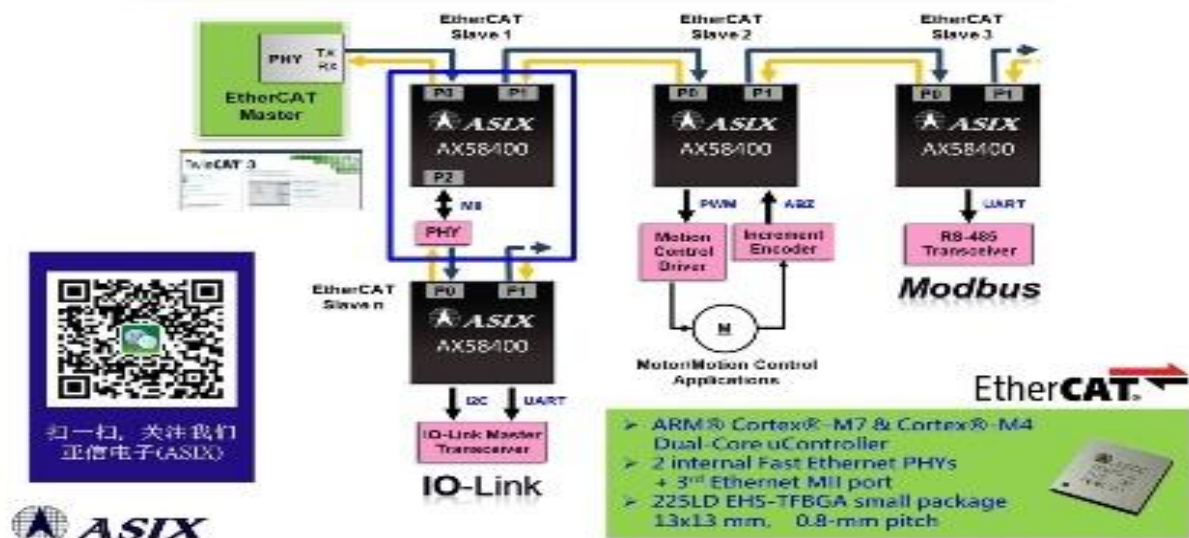 EtherCAT
Slave 1
EtherCAT
Slave 2
EtherCAT
Slave 3
PHY
Tx
Rx
EtherCAT
Master
P0
P1
ASIX
AX58400
P2
P0
P1
ASIX
AX58400
P0
P1
ASIX
AX58400
TwinCAT 3
MII
PHY
PWM
ABZ
UART
Motion
Control
Driver
Increment
Encoder
RS-485
Transceiver
Modbus
EtherCAT
Slave n
P0
P1
ASIX
AX58400
M
Motor/Motion Control
Applications
I2C
UART
IO-Link Master
Transceiver
IO-Link
扫一扫，关注我们
亚信电子(ASIX)
ASIX
EtherCAT
ARM® Cortex®-M7 & Cortex®-M4
Dual-Core uController
2 internal Fast Ethernet PHYs
+ 3rd Ethernet MII port
225LD EHS-TFBGA small package
13x13 mm, 0.8-mm pitch